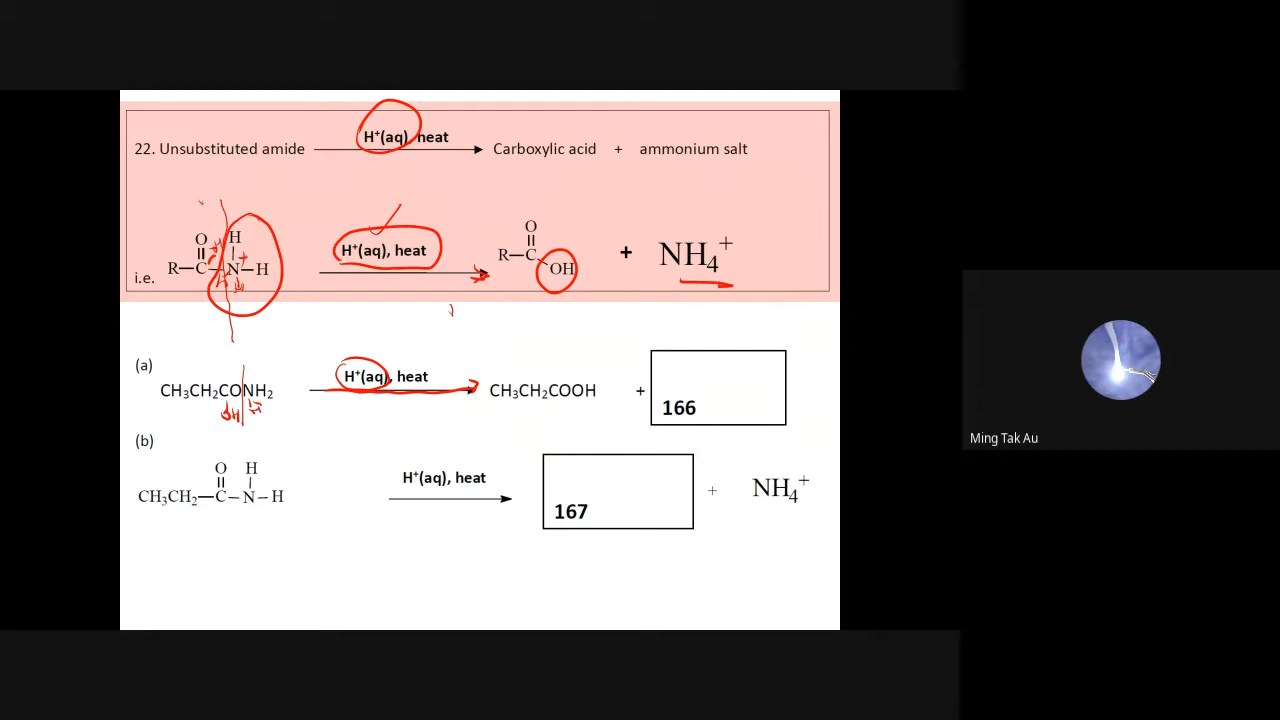 22. Unsubstituted amide H⁺(aq), heat Carboxylic acid + ammonium salt
i.e. R—C(=O)—N(H)—H H⁺(aq), heat R—C(=O)—OH + NH₄⁺
(a)
CH₃CH₂CONH₂ H⁺(aq), heat CH₃CH₂COOH + 166
OH H
(b)
CH₃CH₂—C(=O)—N(H)—H H⁺(aq), heat 167 + NH₄⁺
Ming Tak Au